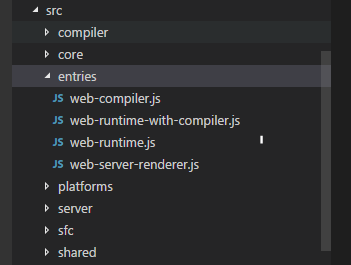 src
compiler
core
entries
JS web-compiler.js
JS web-runtime-with-compiler.js
JS web-runtime.js
JS web-server-renderer.js
platforms
server
sfc
shared